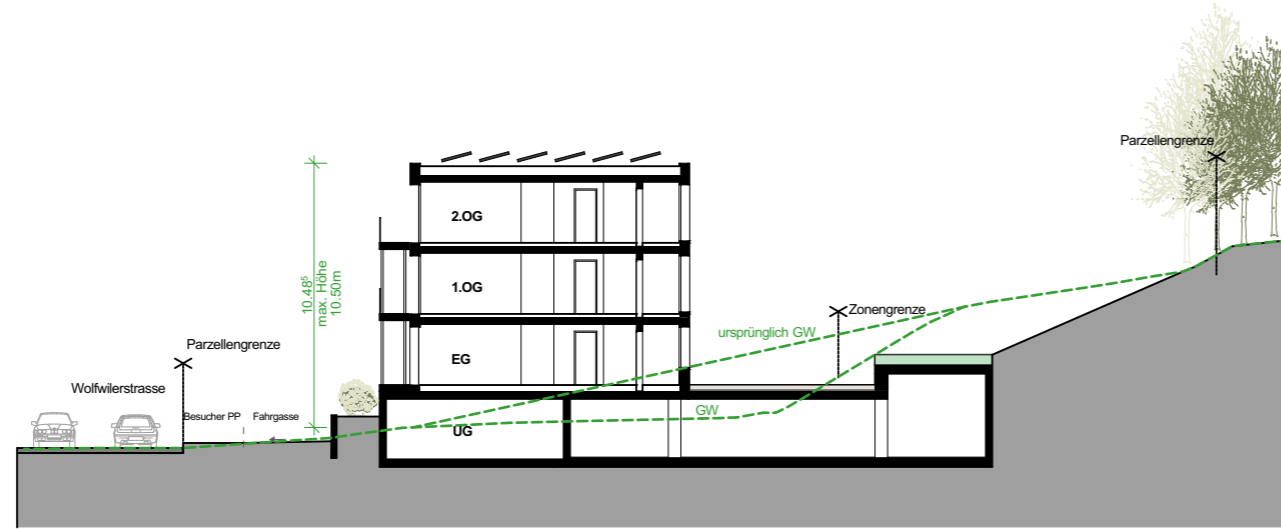 Parzellengrenze
2.OG
10.48⁵
max. Höhe
10.50m
1.OG
Zonengrenze
ursprünglich GW
Parzellengrenze
EG
Wolfwilerstrasse
Besucher PP
Fahrgasse
GW
UG